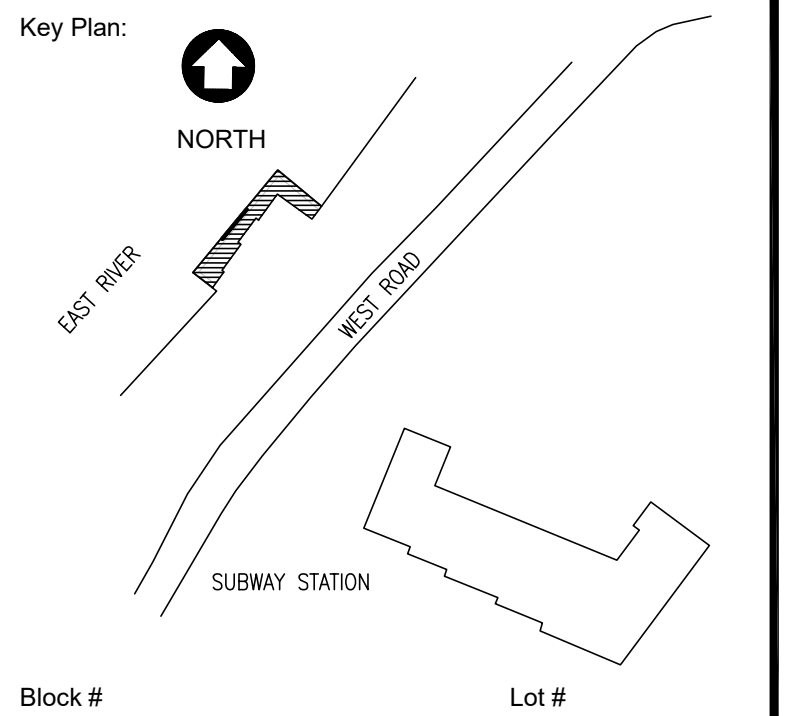 Key Plan:
NORTH
EAST RIVER
WEST ROAD
SUBWAY STATION
Block #
Lot #